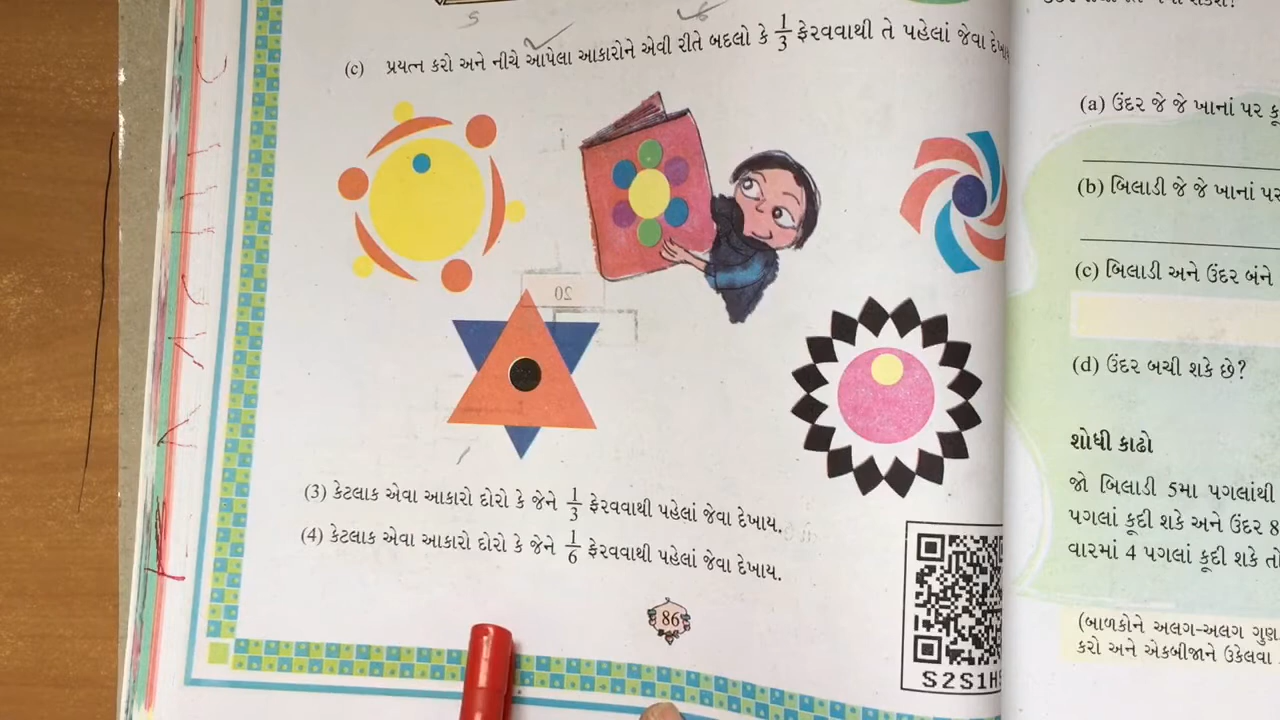 (c) પ્રયત્ન કરો અને નીચે આપેલા આકારોને એવી રીતે બદલો કે 1/3 ફેરવવાથી તે પહેલાં જેવા
20
(3) કેટલાક એવા આકારો દોરો કે જેને 1/3 ફેરવવાથી પહેલાં જેવા દેખાય.
(4) કેટલાક એવા આકારો દોરો કે જેને 1/6 ફેરવવાથી પહેલાં જેવા દેખાય.
86
S2S1H
(a) ઉંદર જે જે ખાનાં પર
(b) બિલાડી જે જે ખાનાં પર
(c) બિલાડી અને ઉંદર બંને
(d) ઉંદર બચી શકે છે?
શોધી કાઢો
જો બિલાડી 5મા પગલાંથી
પગલાં કૂદી શકે અને ઉંદર 8
વારમાં 4 પગલાં કૂદી શકે તો
(બાળકોને અલગ-અલગ
કરો અને એકબીજાને ઉકેલવા